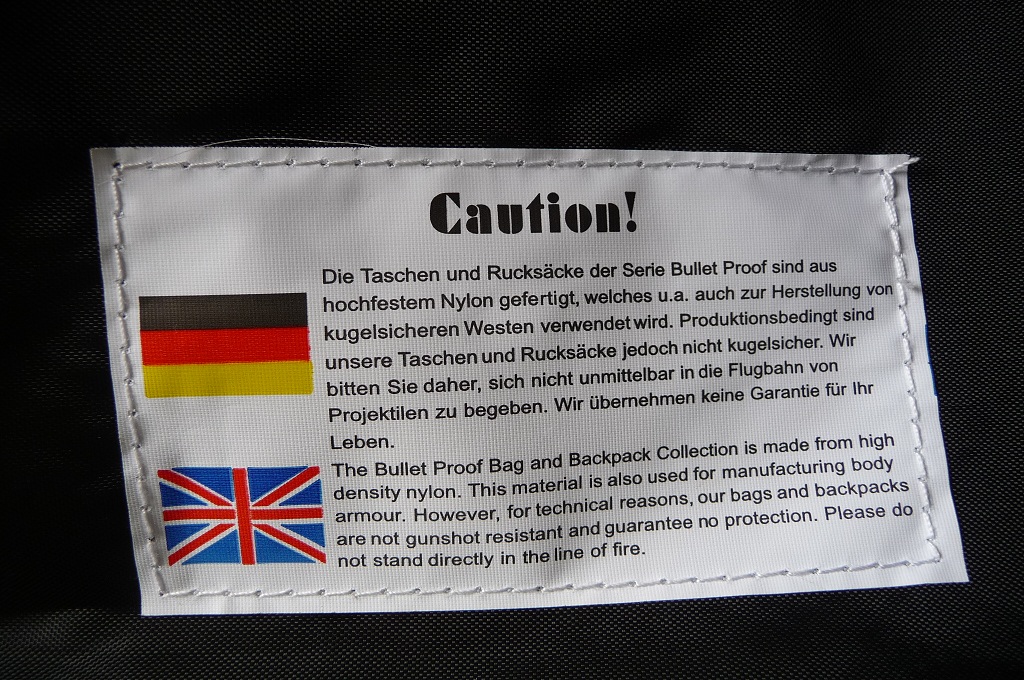 Caution!
Die Taschen und Rucksäcke der Serie Bullet Proof sind aus
hochfestem Nylon gefertigt, welches u.a. auch zur Herstellung von
kugelsicheren Westen verwendet wird. Produktionsbedingt sind
unsere Taschen und Rucksäcke jedoch nicht kugelsicher. Wir
bitten Sie daher, sich nicht unmittelbar in die Flugbahn von
Projektilen zu begeben. Wir übernehmen keine Garantie für Ihr
Leben.
The Bullet Proof Bag and Backpack Collection is made from high
density nylon. This material is also used for manufacturing body
armour. However, for technical reasons, our bags and backpacks
are not gunshot resistant and guarantee no protection. Please do
not stand directly in the line of fire.